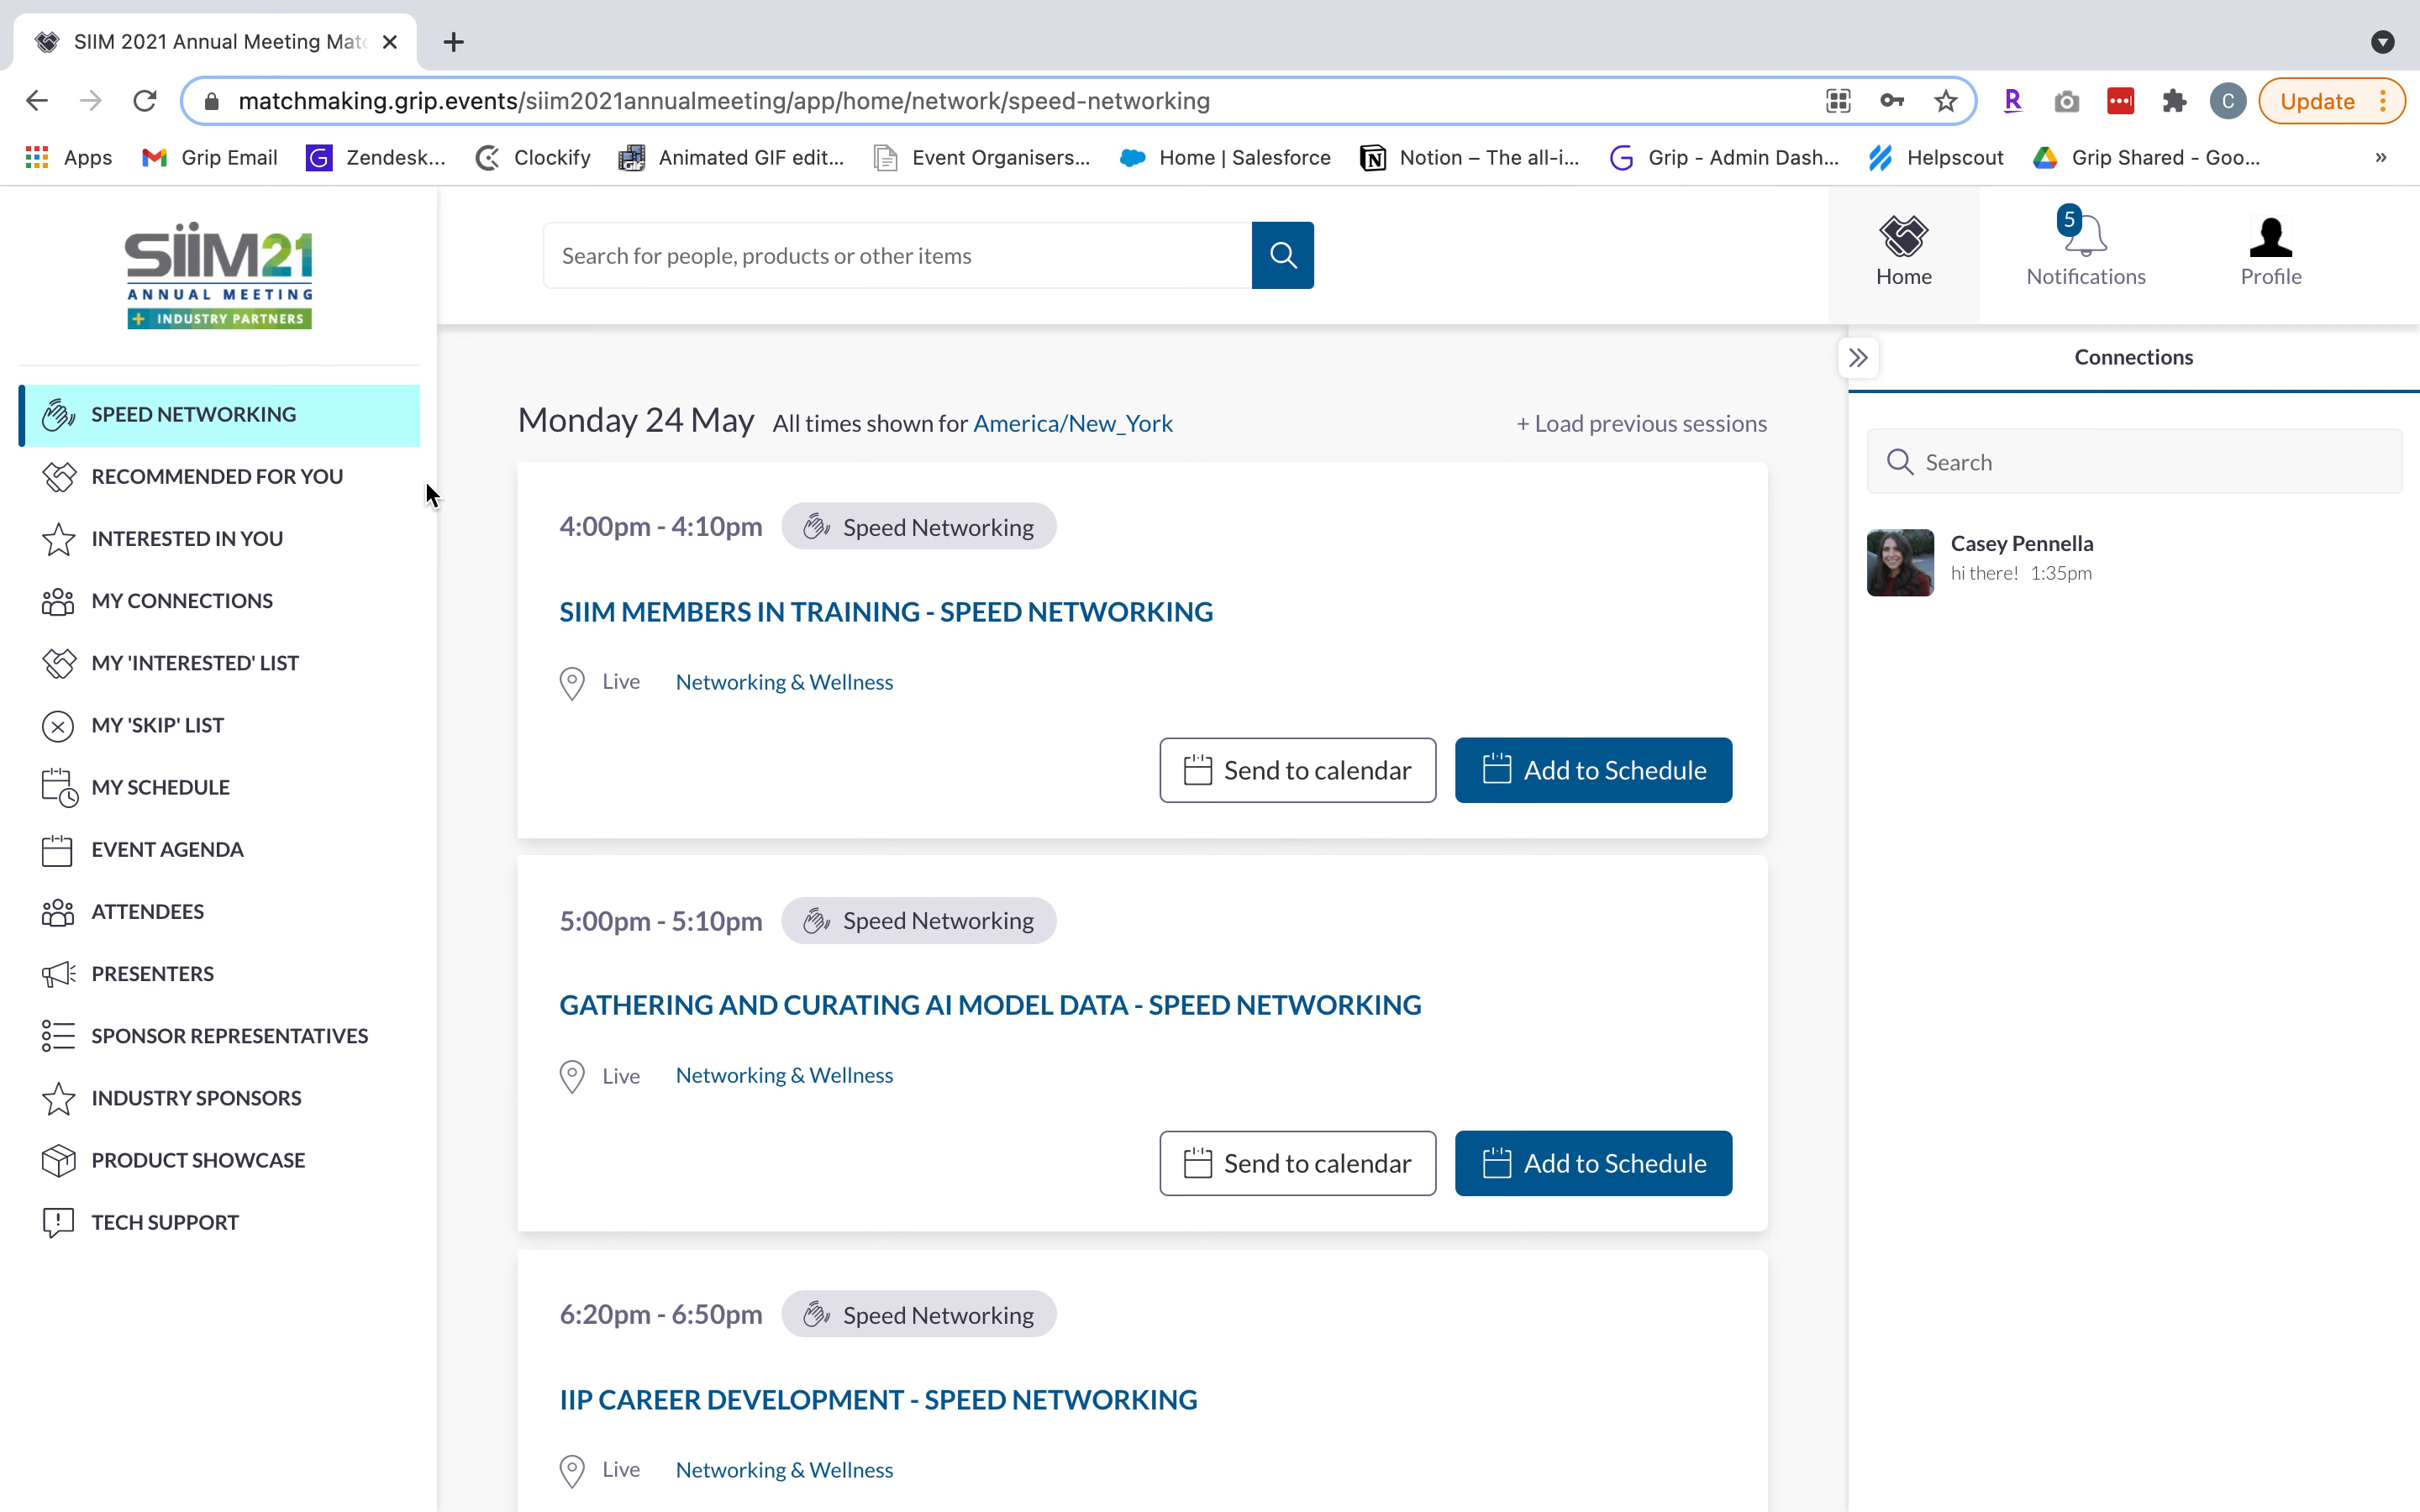 SIIM 2021 Annual Meeting Mat
matchmaking.grip.events/siim2021annualmeeting/app/home/network/speed-networking
R
C
Update
Apps
Grip Email
Zendesk...
Clockify
Animated GIF edit...
Event Organisers...
Home | Salesforce
Notion – The all-i...
Grip - Admin Dash...
Helpscout
Grip Shared - Goo...
»
SiiM21
ANNUAL MEETING
+ INDUSTRY PARTNERS
Search for people, products or other items
Home
5
Notifications
Profile
SPEED NETWORKING
RECOMMENDED FOR YOU
INTERESTED IN YOU
MY CONNECTIONS
MY 'INTERESTED' LIST
MY 'SKIP' LIST
MY SCHEDULE
EVENT AGENDA
ATTENDEES
PRESENTERS
SPONSOR REPRESENTATIVES
INDUSTRY SPONSORS
PRODUCT SHOWCASE
TECH SUPPORT
Monday 24 May All times shown for America/New_York
+ Load previous sessions
4:00pm - 4:10pm Speed Networking
SIIM MEMBERS IN TRAINING - SPEED NETWORKING
Live Networking & Wellness
Send to calendar
Add to Schedule
5:00pm - 5:10pm Speed Networking
GATHERING AND CURATING AI MODEL DATA - SPEED NETWORKING
Live Networking & Wellness
Send to calendar
Add to Schedule
6:20pm - 6:50pm Speed Networking
IIP CAREER DEVELOPMENT - SPEED NETWORKING
Live Networking & Wellness
Connections
Search
Casey Pennella
hi there! 1:35pm